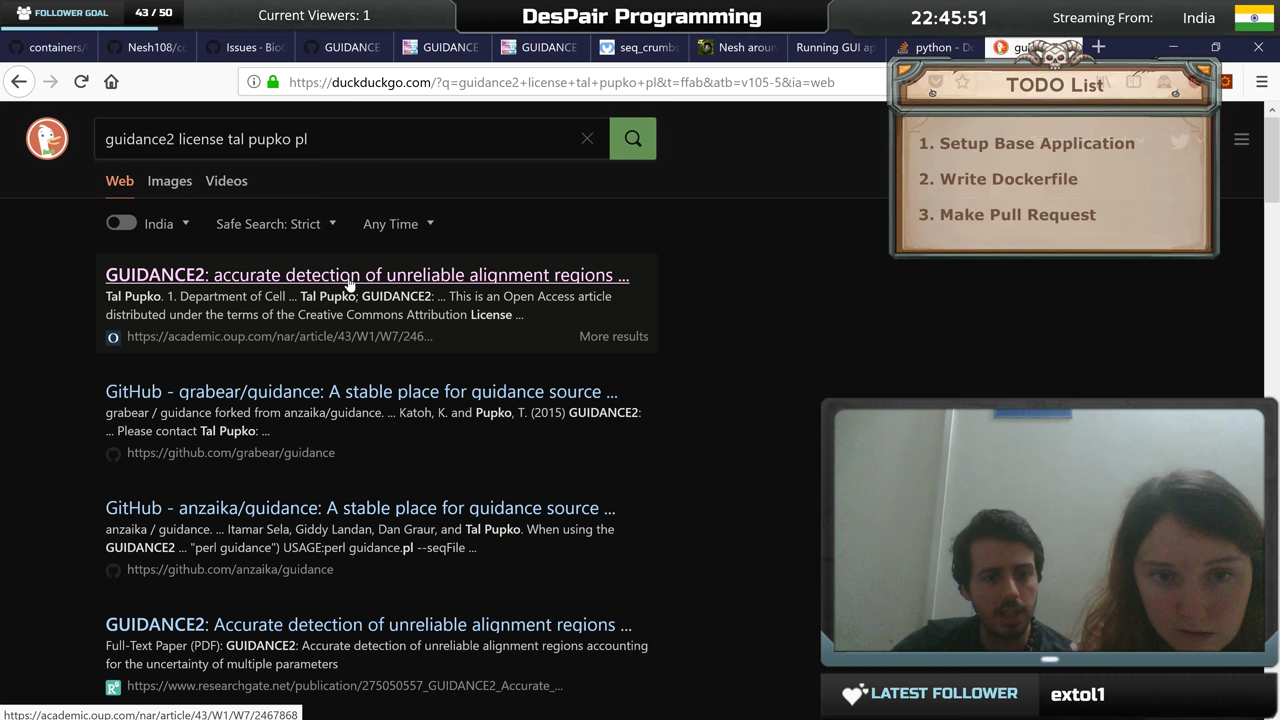 FOLLOWER GOAL
43 / 50
Current Viewers: 1
DesPair Programming
22:45:51
Streaming From:
India
containers/
Nesh108/cc
Issues · Bio
GUIDANCE
GUIDANCE
GUIDANCE
seq_crumbs
Nesh aroun
Running GUI ap
python - Do
gui
https://duckduckgo.com/?q=guidance2+license+tal+pupko+pl&t=ffab&atb=v105-5&ia=web
TODO List
1. Setup Base Application
2. Write Dockerfile
3. Make Pull Request
guidance2 license tal pupko pl
Web
Images
Videos
India
Safe Search: Strict
Any Time
GUIDANCE2: accurate detection of unreliable alignment regions ...
Tal Pupko. 1. Department of Cell ... Tal Pupko; GUIDANCE2: ... This is an Open Access article
distributed under the terms of the Creative Commons Attribution License ...
https://academic.oup.com/nar/article/43/W1/W7/246...
More results
GitHub - grabear/guidance: A stable place for guidance source ...
grabear / guidance forked from anzaika/guidance. ... Katoh, K. and Pupko, T. (2015) GUIDANCE2:
... Please contact Tal Pupko: ...
https://github.com/grabear/guidance
GitHub - anzaika/guidance: A stable place for guidance source ...
anzaika / guidance. ... Itamar Sela, Giddy Landan, Dan Graur, and Tal Pupko. When using the
GUIDANCE2 ... "perl guidance") USAGE:perl guidance.pl --seqFile ...
https://github.com/anzaika/guidance
GUIDANCE2: Accurate detection of unreliable alignment regions ...
Full-Text Paper (PDF): GUIDANCE2: Accurate detection of unreliable alignment regions accounting
for the uncertainty of multiple parameters
https://www.researchgate.net/publication/275050557_GUIDANCE2_Accurate_...
https://academic.oup.com/nar/article/43/W1/W7/2467868
LATEST FOLLOWER
extol1